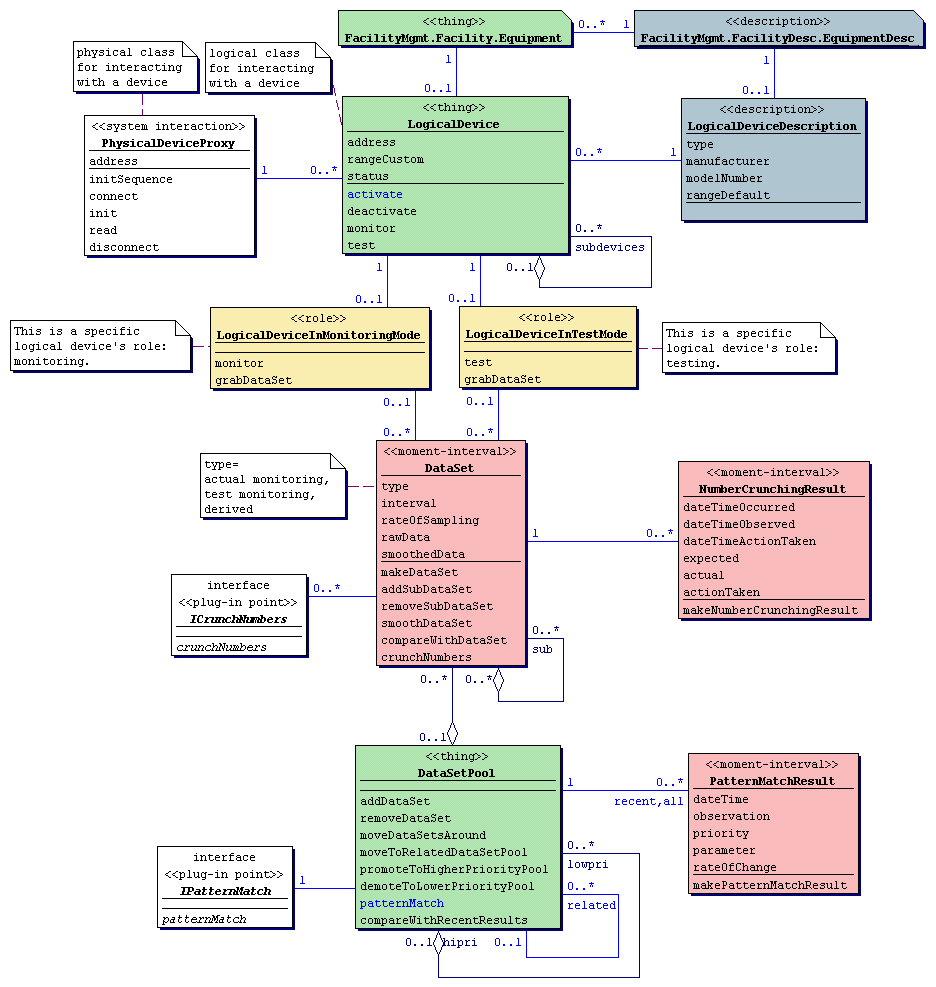 <<thing>>
FacilityMgmt.Facility.Equipment
0..*
1
<<description>>
FacilityMgmt.FacilityDesc.EquipmentDesc
physical class
for interacting
with a device
logical class
for interacting
with a device
1
0..1
1
0..1
<<system interaction>>
PhysicalDeviceProxy
address
initSequence
connect
init
read
disconnect
1
0..*
<<thing>>
LogicalDevice
address
rangeCustom
status
activate
deactivate
monitor
test
0..*
1
<<description>>
LogicalDeviceDescription
type
manufacturer
modelNumber
rangeDefault
0..*
subdevices
0..1
1
0..1
1
0..1
This is a specific
logical device's role:
monitoring.
<<role>>
LogicalDeviceInMonitoringMode
monitor
grabDataSet
<<role>>
LogicalDeviceInTestMode
test
grabDataSet
This is a specific
logical device's role:
testing.
0..1
0..*
0..1
0..*
type=
actual monitoring,
test monitoring,
derived
<<moment-interval>>
DataSet
type
interval
rateOfSampling
rawData
smoothedData
makeDataSet
addSubDataSet
removeSubDataSet
smoothDataSet
compareWithDataSet
crunchNumbers
1
0..*
<<moment-interval>>
NumberCrunchingResult
dateTimeOccurred
dateTimeObserved
dateTimeActionTaken
expected
actual
actionTaken
makeNumberCrunchingResult
interface
<<plug-in point>>
ICrunchNumbers
crunchNumbers
0..*
0..*
sub
0..*
0..*
0..1
<<thing>>
DataSetPool
addDataSet
removeDataSet
moveDataSetsAround
moveToRelatedDataSetPool
promoteToHigherPriorityPool
demoteToLowerPriorityPool
patternMatch
compareWithRecentResults
1
0..*
recent,all
<<moment-interval>>
PatternMatchResult
dateTime
observation
priority
parameter
rateOfChange
makePatternMatchResult
interface
<<plug-in point>>
IPatternMatch
patternMatch
1
0..*
lowpri
0..*
related
0..1
hipri
0..1